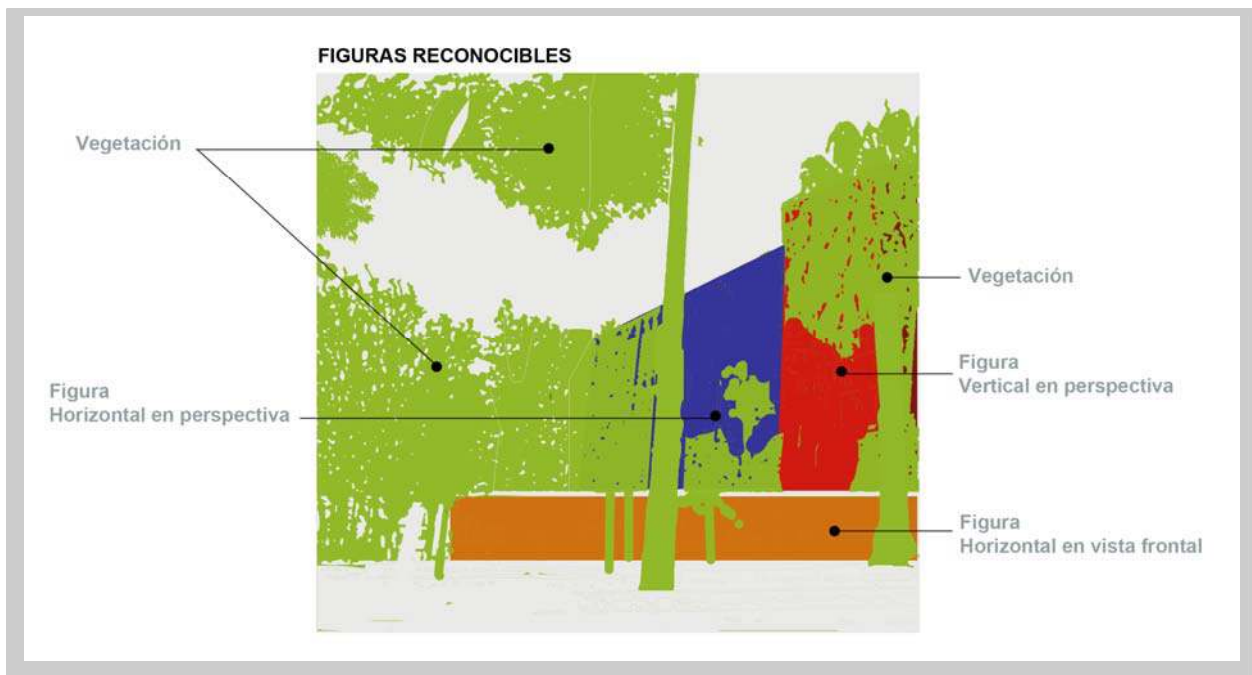 FIGURAS RECONOCIBLES
Vegetación
Vegetación
Figura
Vertical en perspectiva
Figura
Horizontal en perspectiva
Figura
Horizontal en vista frontal